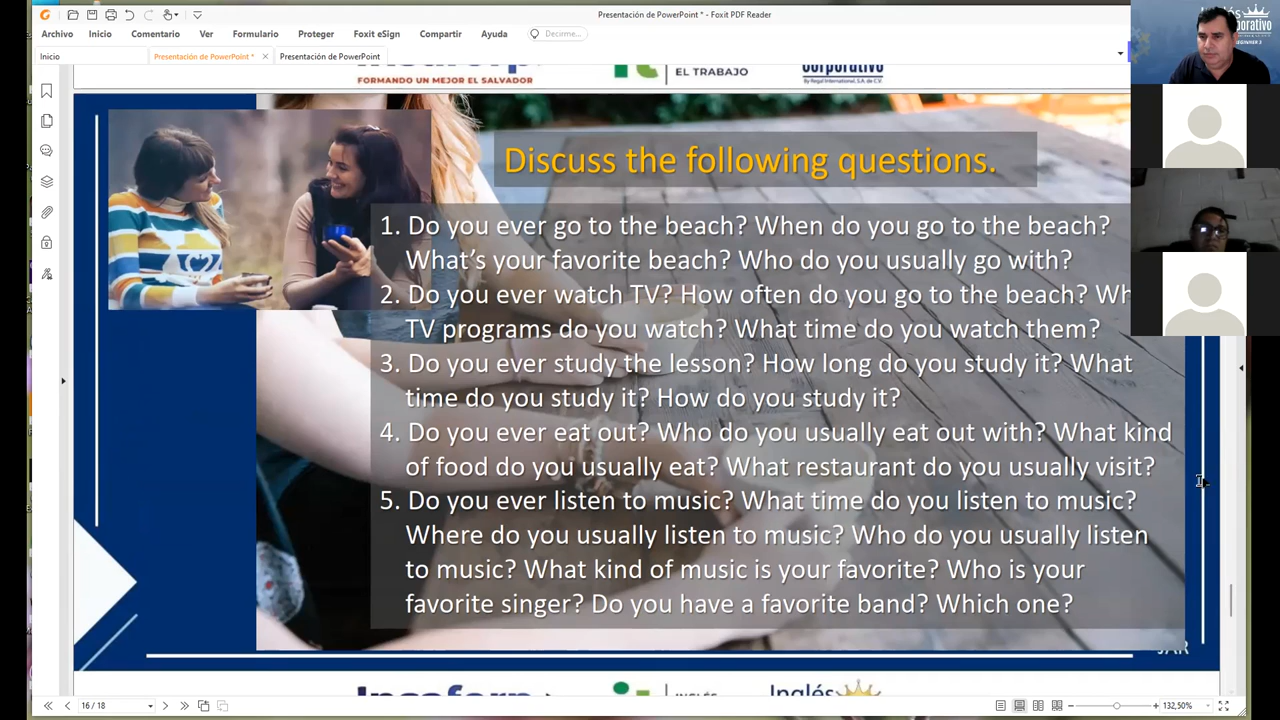 Presentación de PowerPoint * - Foxit PDF Reader
Archivo Inicio Comentario Ver Formulario Proteger Foxit eSign Compartir Ayuda Decirme...
Inicio Presentación de PowerPoint * Presentación de PowerPoint
FORMANDO UN MEJOR EL SALVADOR
EL TRABAJO
Corporativo
By Regal International, S.A. de C.V.
Discuss the following questions.
1. Do you ever go to the beach? When do you go to the beach?
What's your favorite beach? Who do you usually go with?
2. Do you ever watch TV? How often do you go to the beach? Wh
TV programs do you watch? What time do you watch them?
3. Do you ever study the lesson? How long do you study it? What
time do you study it? How do you study it?
4. Do you ever eat out? Who do you usually eat out with? What kind
of food do you usually eat? What restaurant do you usually visit?
5. Do you ever listen to music? What time do you listen to music?
Where do you usually listen to music? Who do you usually listen
to music? What kind of music is your favorite? Who is your
favorite singer? Do you have a favorite band? Which one?
JAR
INGLÉS
Inglés
16 / 18
132,50%